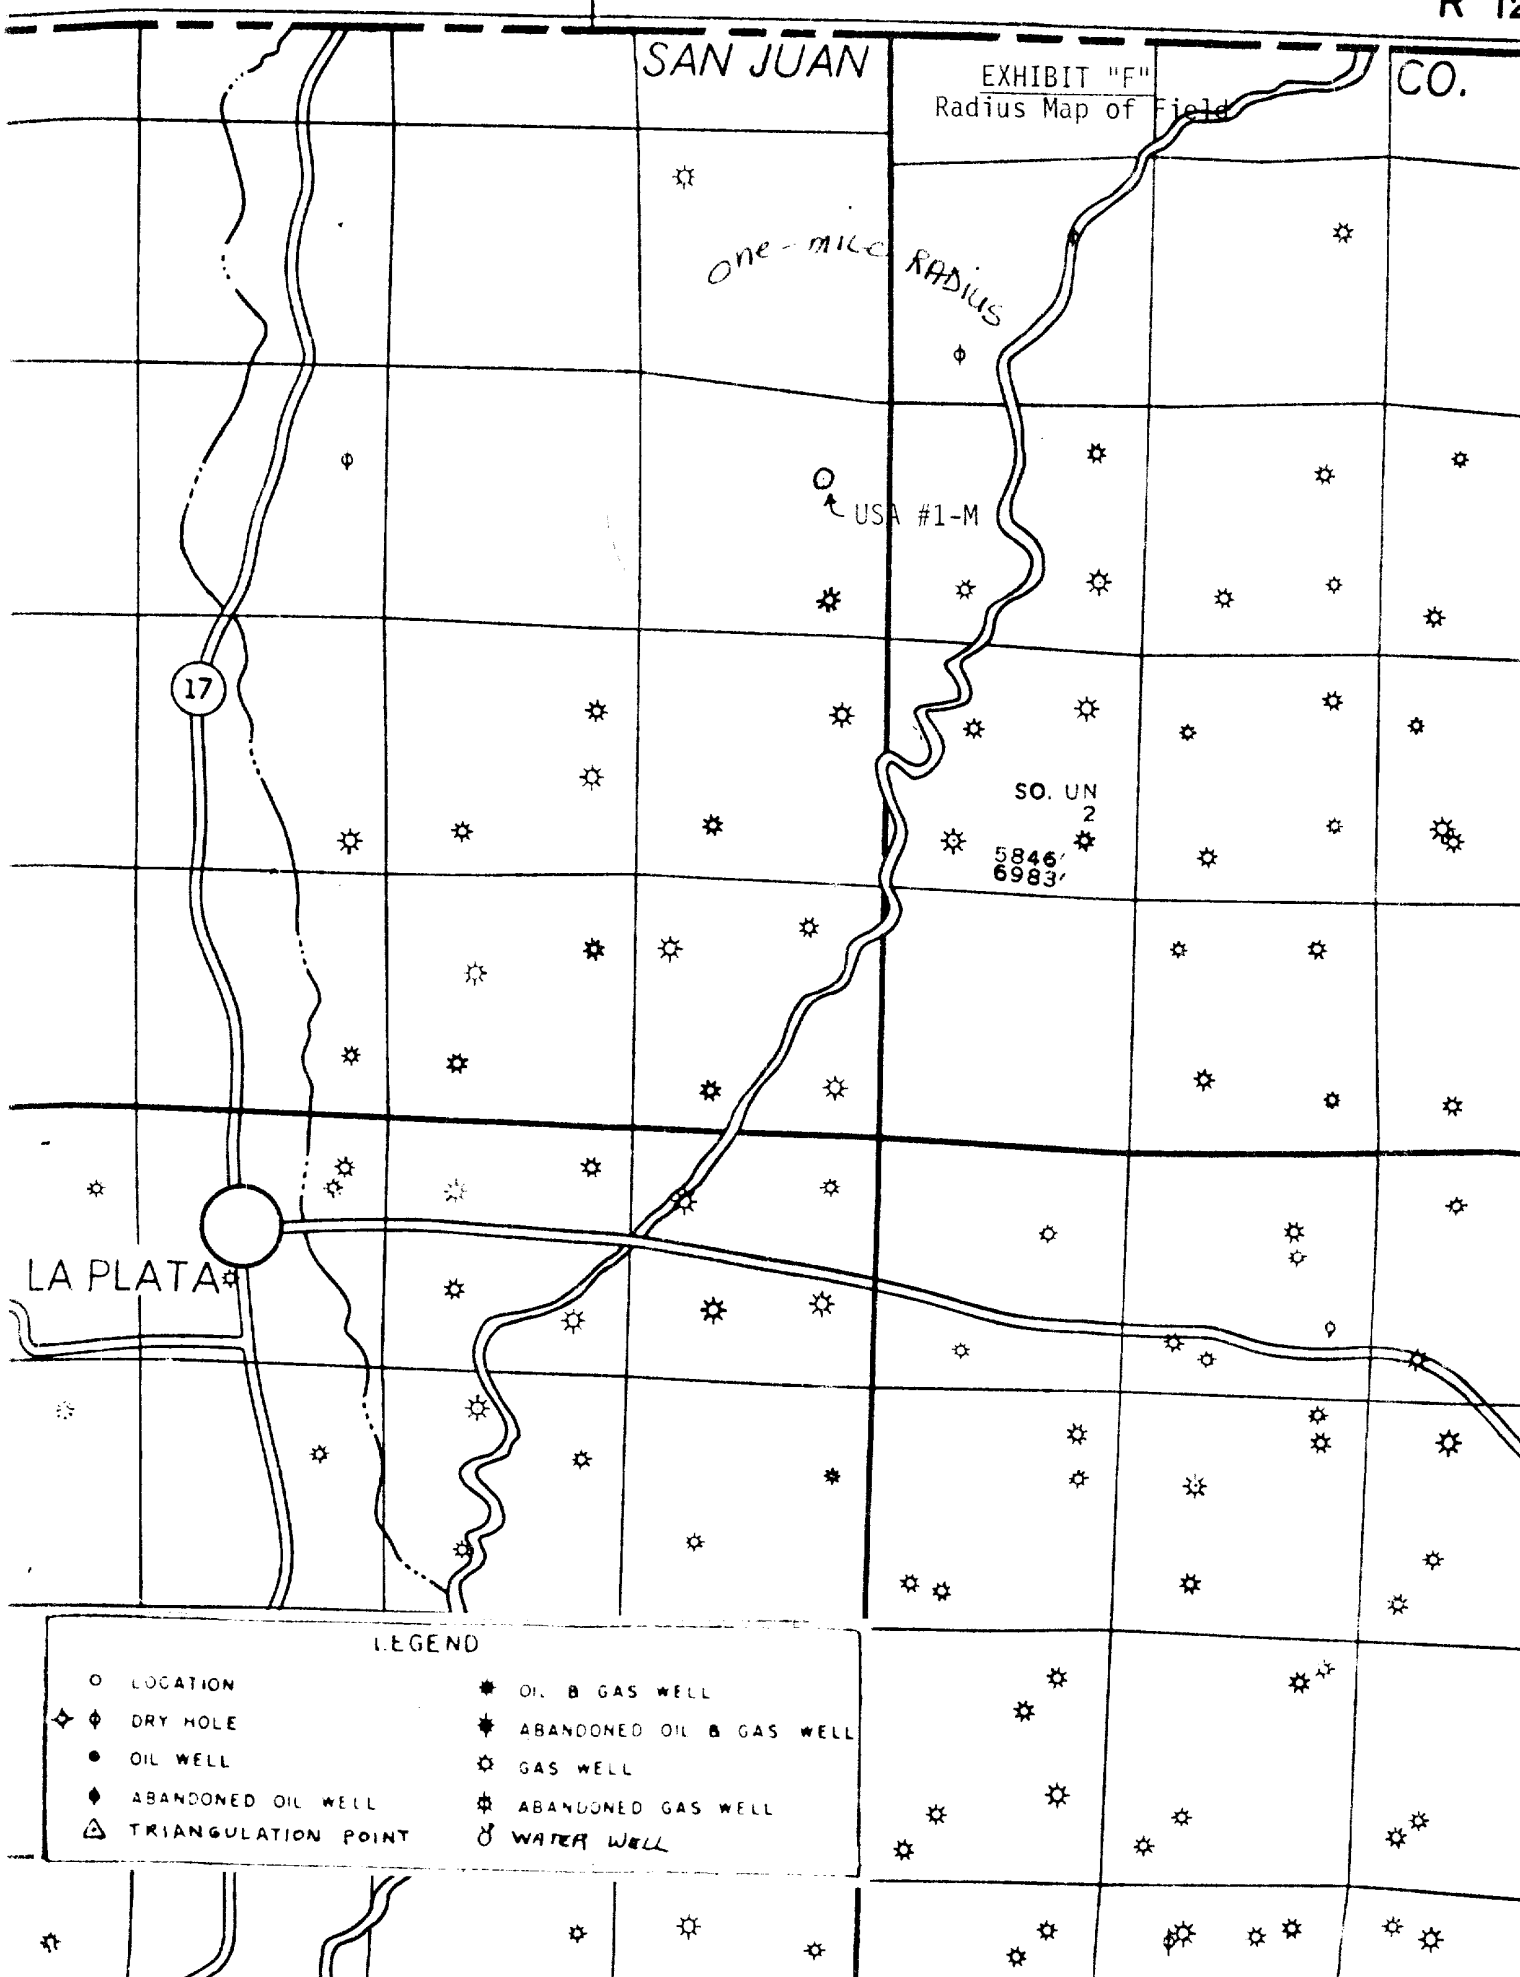 R 12
SAN JUAN
CO.
EXHIBIT "F"
Radius Map of Field
One-mile RADIUS
USA #1-M
17
SO. UN
2
5846'
6983'
LA PLATA
LEGEND
LOCATION
DRY HOLE
OIL WELL
ABANDONED OIL WELL
TRIANGULATION POINT
OIL & GAS WELL
ABANDONED OIL & GAS WELL
GAS WELL
ABANDONED GAS WELL
WATER WELL